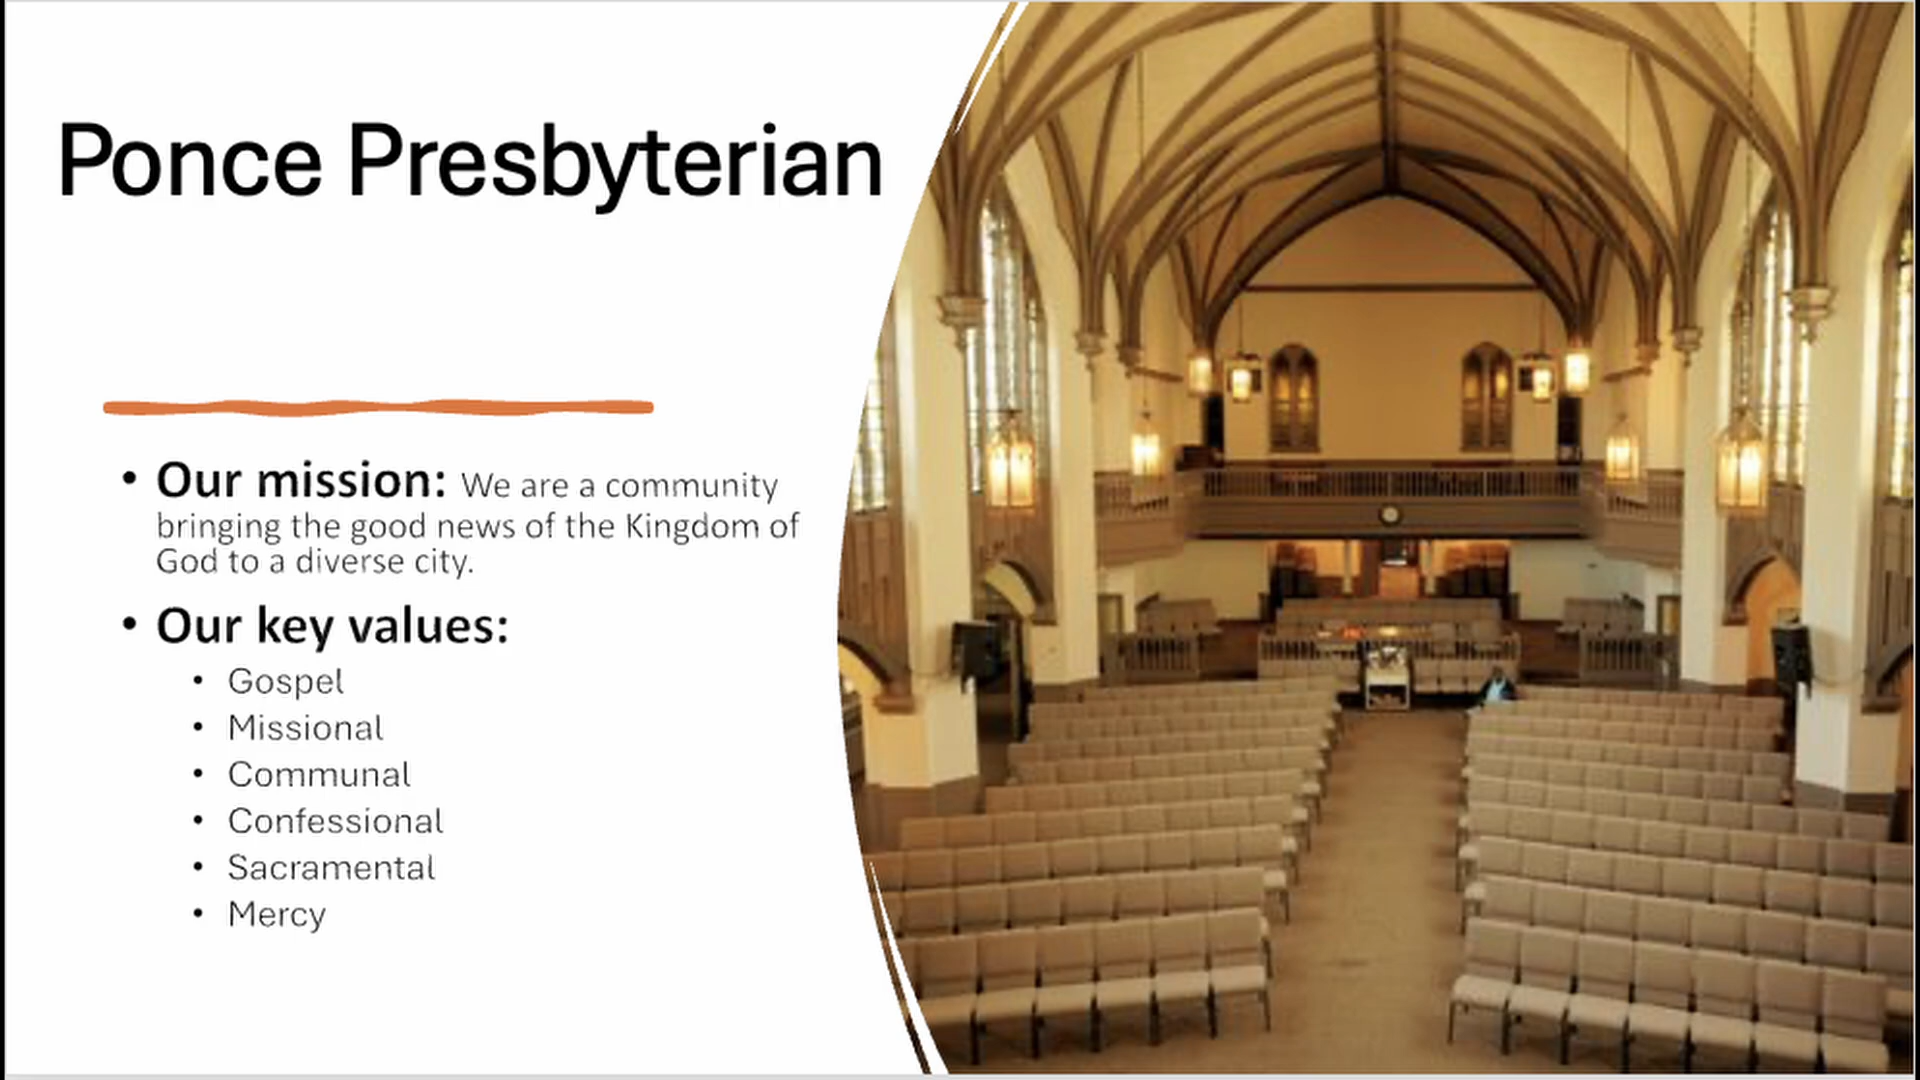 Ponce Presbyterian
• Our mission: We are a community
bringing the good news of the Kingdom of
God to a diverse city.
• Our key values:
• Gospel
• Missional
• Communal
• Confessional
• Sacramental
• Mercy